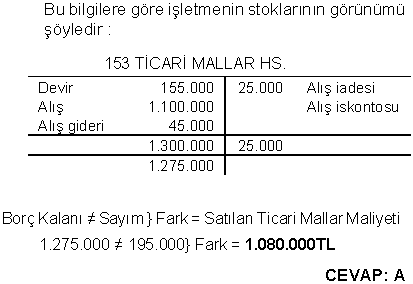 Bu bilgilere göre işletmenin stoklarının görünümü
şöyledir :
153 TİCARİ MALLAR HS.
Devir 155.000 25.000 Alış iadesi
Alış 1.100.000 Alış iskontosu
Alış gideri 45.000
1.300.000 25.000
1.275.000
Borç Kalanı ≠ Sayım } Fark = Satılan Ticari Mallar Maliyeti
1.275.000 ≠ 195.000} Fark = 1.080.000TL
CEVAP: A